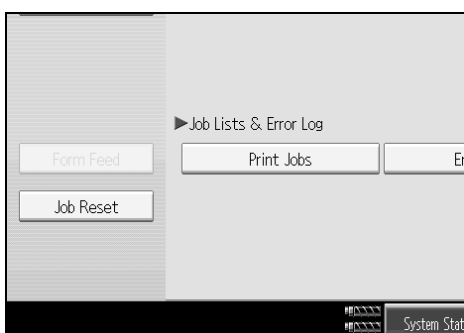 ▶Job Lists & Error Log
Form Feed
Print Jobs
Job Reset
System Stat